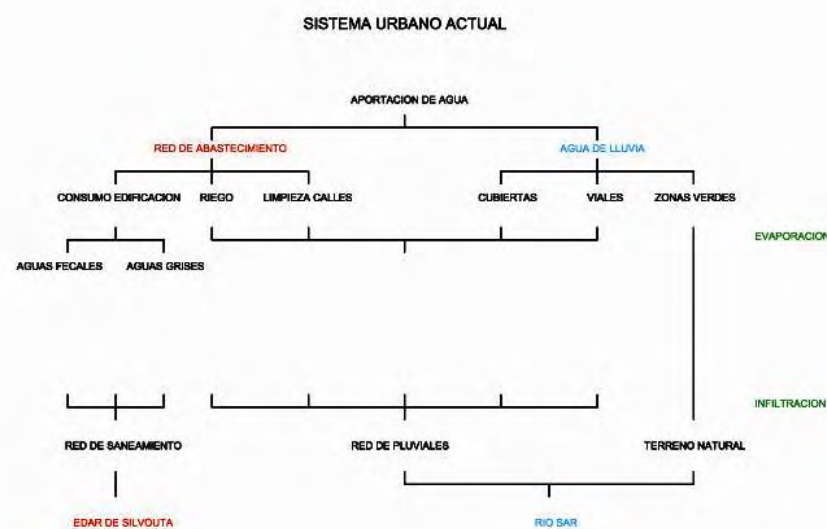 SISTEMA URBANO ACTUAL
APORTACION DE AGUA
RED DE ABASTECIMIENTO
AGUA DE LLUVIA
CONSUMO EDIFICACION
RIEGO
LIMPIEZA CALLES
CUBIERTAS
VIALES
ZONAS VERDES
EVAPORACION
AGUAS FECALES
AGUAS GRISES
INFILTRACION
RED DE SANEAMIENTO
RED DE PLUVIALES
TERRENO NATURAL
EDAR DE SILVOUTA
RIO SAR